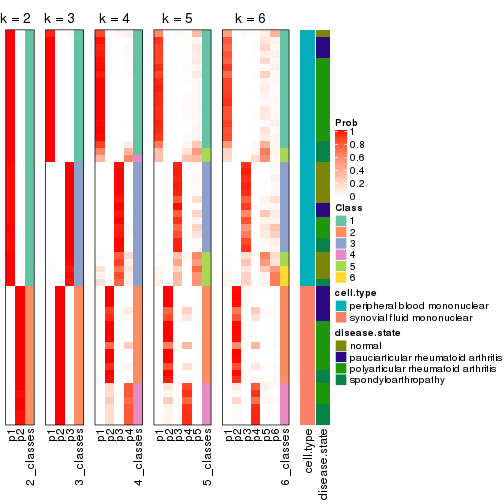 k = 2 k = 3 k = 4 k = 5 k = 6
Prob
1
0.8
0.6
0.4
0.2
0
Class
1
2
3
4
5
6
cell.type
peripheral blood mononuclear
synovial fluid mononuclear
disease.state
normal
pauciarticular rheumatoid arthritis
polyarticular rheumatoid arthritis
spondyloarthropathy
p1 p2 2_classes p1 p2 p3 3_classes p1 p2 p3 p4 4_classes p1 p2 p3 p4 p5 5_classes p1 p2 p3 p4 p5 p6 6_classes cell.type disease.state